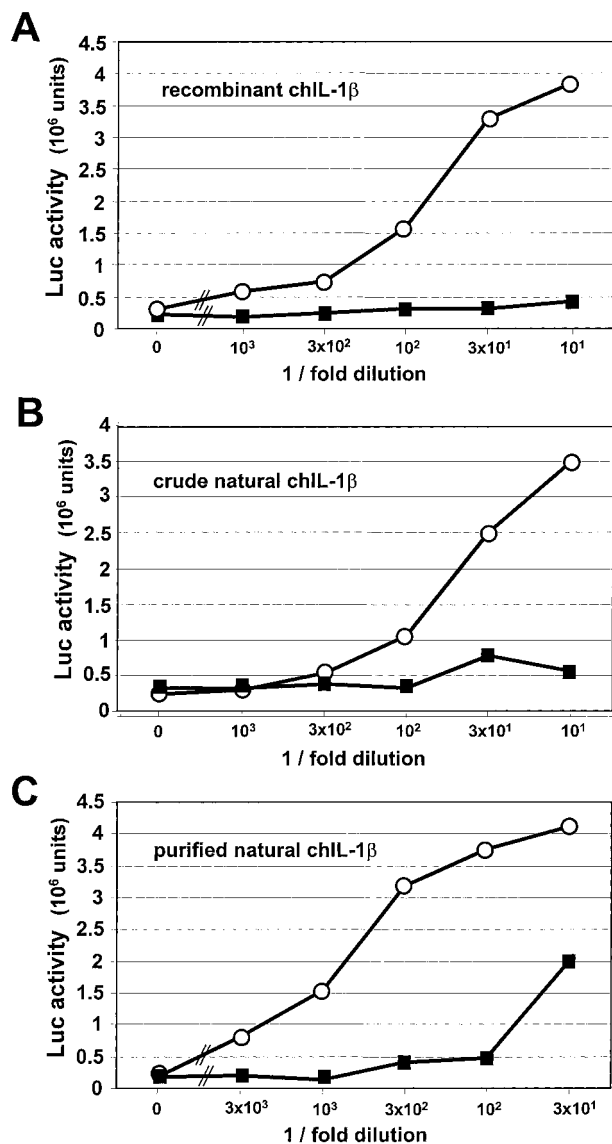 A
Luc activity (10⁶ units)
4.5
4
3.5
3
2.5
2
1.5
1
0.5
0
recombinant chIL-1β
0 10³ 3x10² 10² 3x10¹ 10¹
1 / fold dilution
B
Luc activity (10⁶ units)
4
3.5
3
2.5
2
1.5
1
0.5
0
crude natural chIL-1β
0 10³ 3x10² 10² 3x10¹ 10¹
1 / fold dilution
C
Luc activity (10⁶ units)
4.5
4
3.5
3
2.5
2
1.5
1
0.5
0
purified natural chIL-1β
0 3x10³ 10³ 3x10² 10² 3x10¹
1 / fold dilution